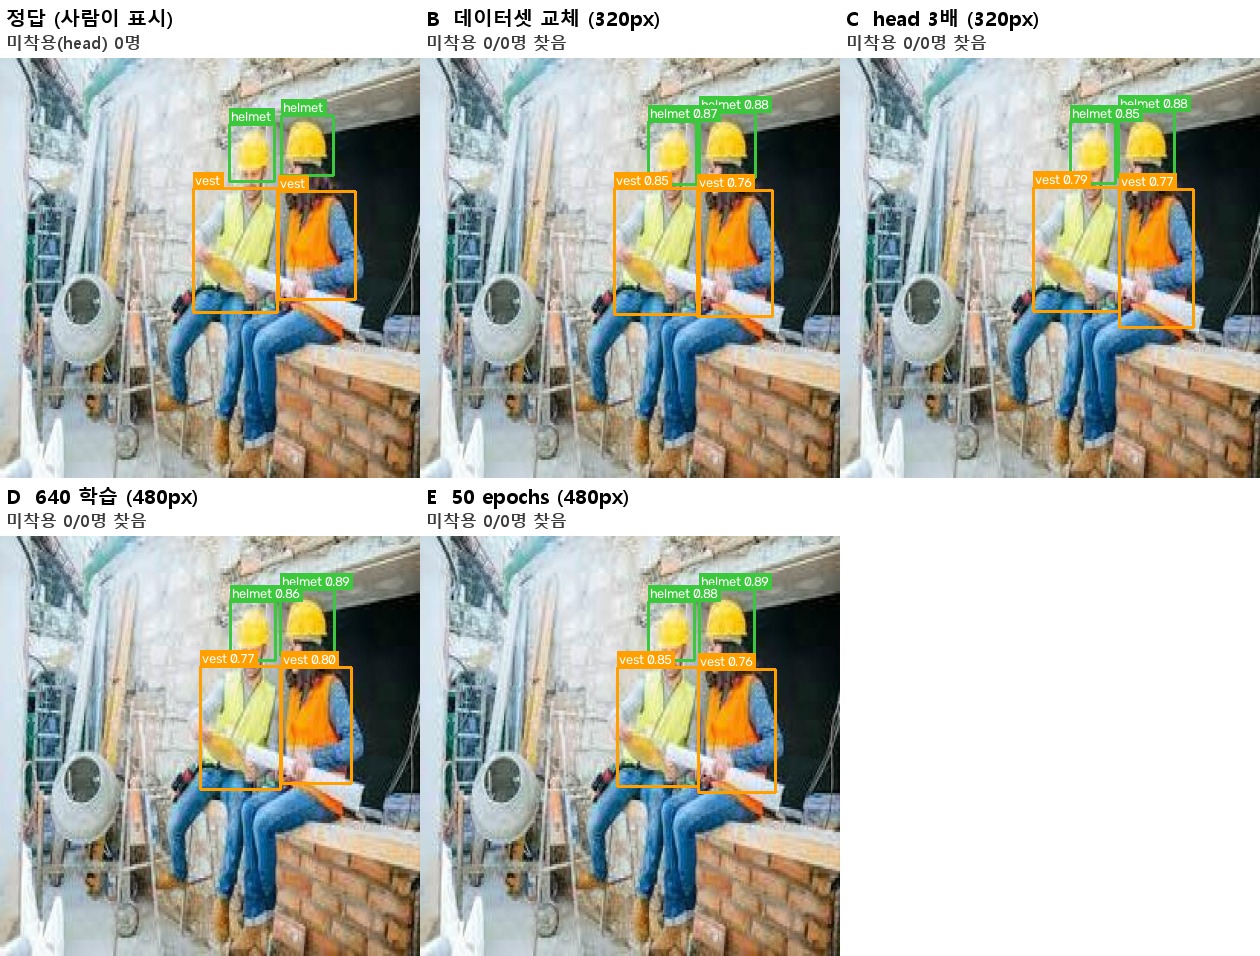 정답 (사람이 표시)
미착용(head) 0명
helmet
helmet
vest
vest
B 데이터셋 교체 (320px)
미착용 0/0명 찾음
helmet 0.88
helmet 0.87
vest 0.85
vest 0.76
C head 3배 (320px)
미착용 0/0명 찾음
helmet 0.88
helmet 0.85
vest 0.79
vest 0.77
D 640 학습 (480px)
미착용 0/0명 찾음
helmet 0.89
helmet 0.86
vest 0.77
vest 0.80
E 50 epochs (480px)
미착용 0/0명 찾음
helmet 0.89
helmet 0.88
vest 0.85
vest 0.76